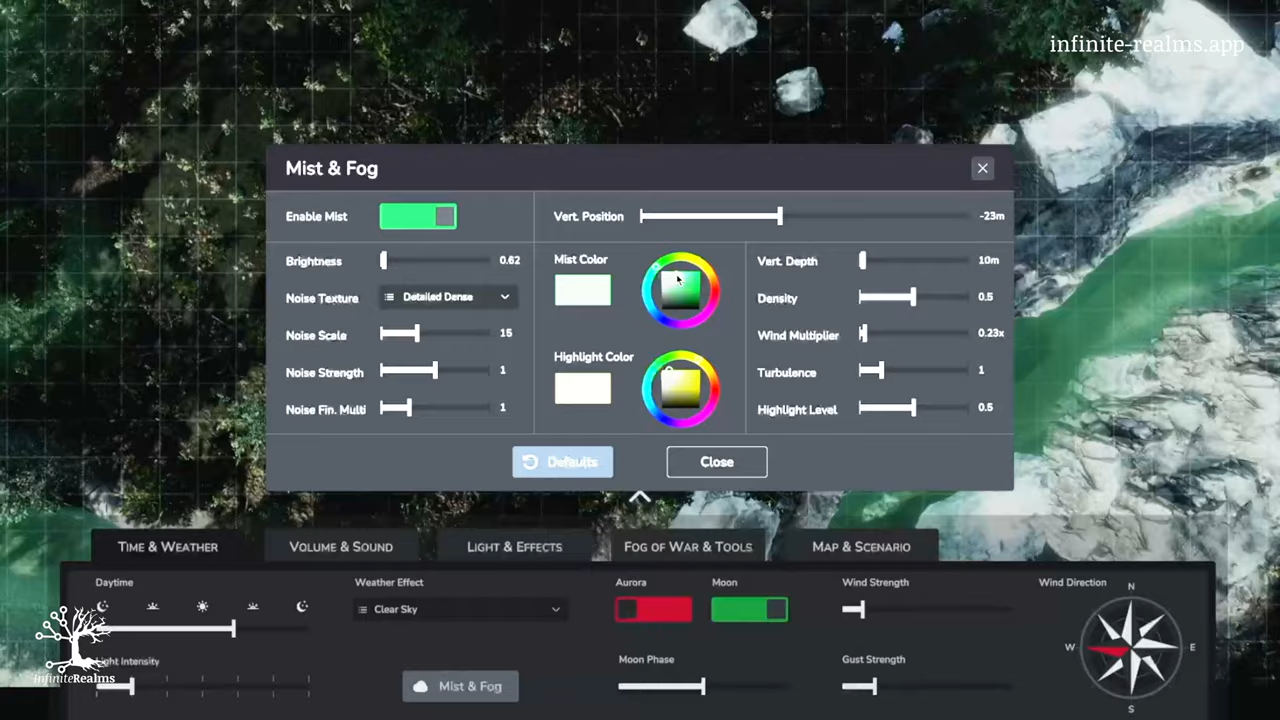 infinite-realms.app
Mist & Fog
Enable Mist
Vert. Position -23m
Brightness 0.62
Mist Color
Vert. Depth 10m
Noise Texture Detailed Dense
Density 0.5
Noise Scale 15
Wind Multiplier 0.23x
Highlight Color
Noise Strength 1
Turbulence 1
Noise Fin. Multi 1
Highlight Level 0.5
Defaults
Close
TIME & WEATHER
VOLUME & SOUND
LIGHT & EFFECTS
FOG OF WAR & TOOLS
MAP & SCENARIO
Daytime
Weather Effect
Aurora
Moon
Wind Strength
Wind Direction
N
Clear Sky
W
E
Light Intensity
Moon Phase
Gust Strength
InfiniteRealms
Mist & Fog
S